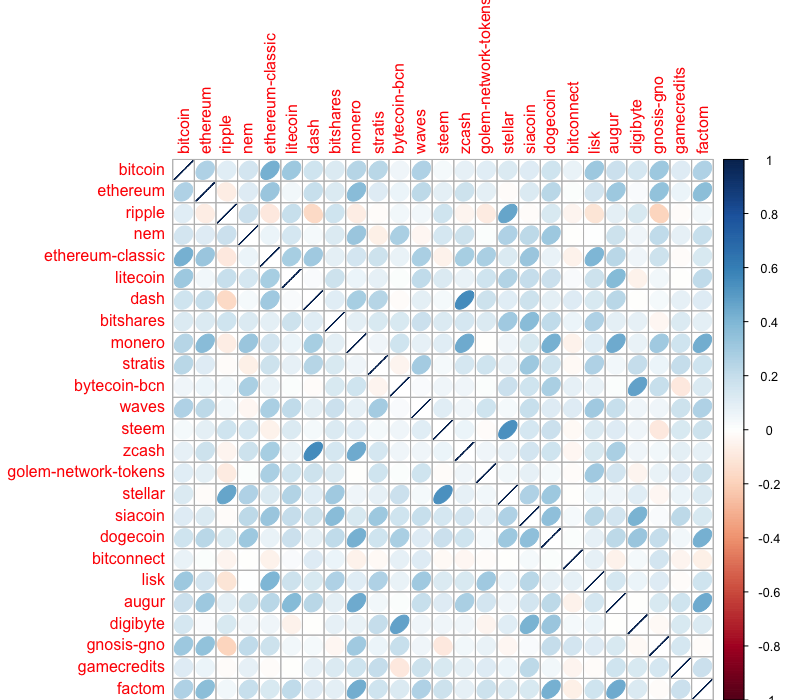 bitcoin
ethereum
ripple
nem
ethereum-classic
litecoin
dash
bitshares
monero
stratis
bytecoin-bcn
waves
steem
zcash
golem-network-tokens
stellar
siacoin
dogecoin
bitconnect
lisk
augur
digibyte
gnosis-gno
gamecredits
factom
bitcoin
ethereum
ripple
nem
ethereum-classic
litecoin
dash
bitshares
monero
stratis
bytecoin-bcn
waves
steem
zcash
golem-network-tokens
stellar
siacoin
dogecoin
bitconnect
lisk
augur
digibyte
gnosis-gno
gamecredits
factom
1
0.8
0.6
0.4
0.2
0
-0.2
-0.4
-0.6
-0.8
-1